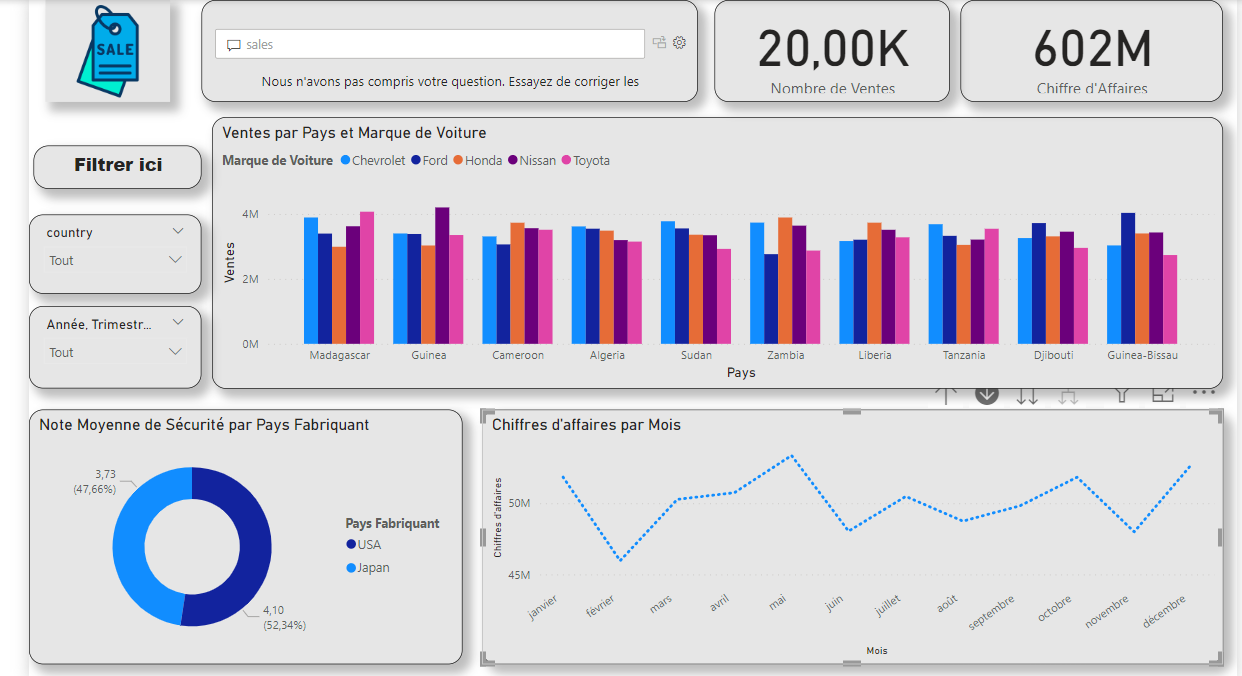 SALE
sales
Nous n'avons pas compris votre question. Essayez de corriger les
20,00K
Nombre de Ventes
602M
Chiffre d'Affaires
Filtrer ici
country
Tout
Année, Trimestr...
Tout
Ventes par Pays et Marque de Voiture
Marque de Voiture Chevrolet Ford Honda Nissan Toyota
4M
2M
0M
Ventes
Madagascar Guinea Cameroon Algeria Sudan Zambia Liberia Tanzania Djibouti Guinea-Bissau
Pays
Note Moyenne de Sécurité par Pays Fabriquant
3,73
(47,66%)
4,10
(52,34%)
Pays Fabriquant
USA
Japan
Chiffres d'affaires par Mois
Chiffres d'affaires
50M
45M
janvier février mars avril mai juin juillet août septembre octobre novembre décembre
Mois